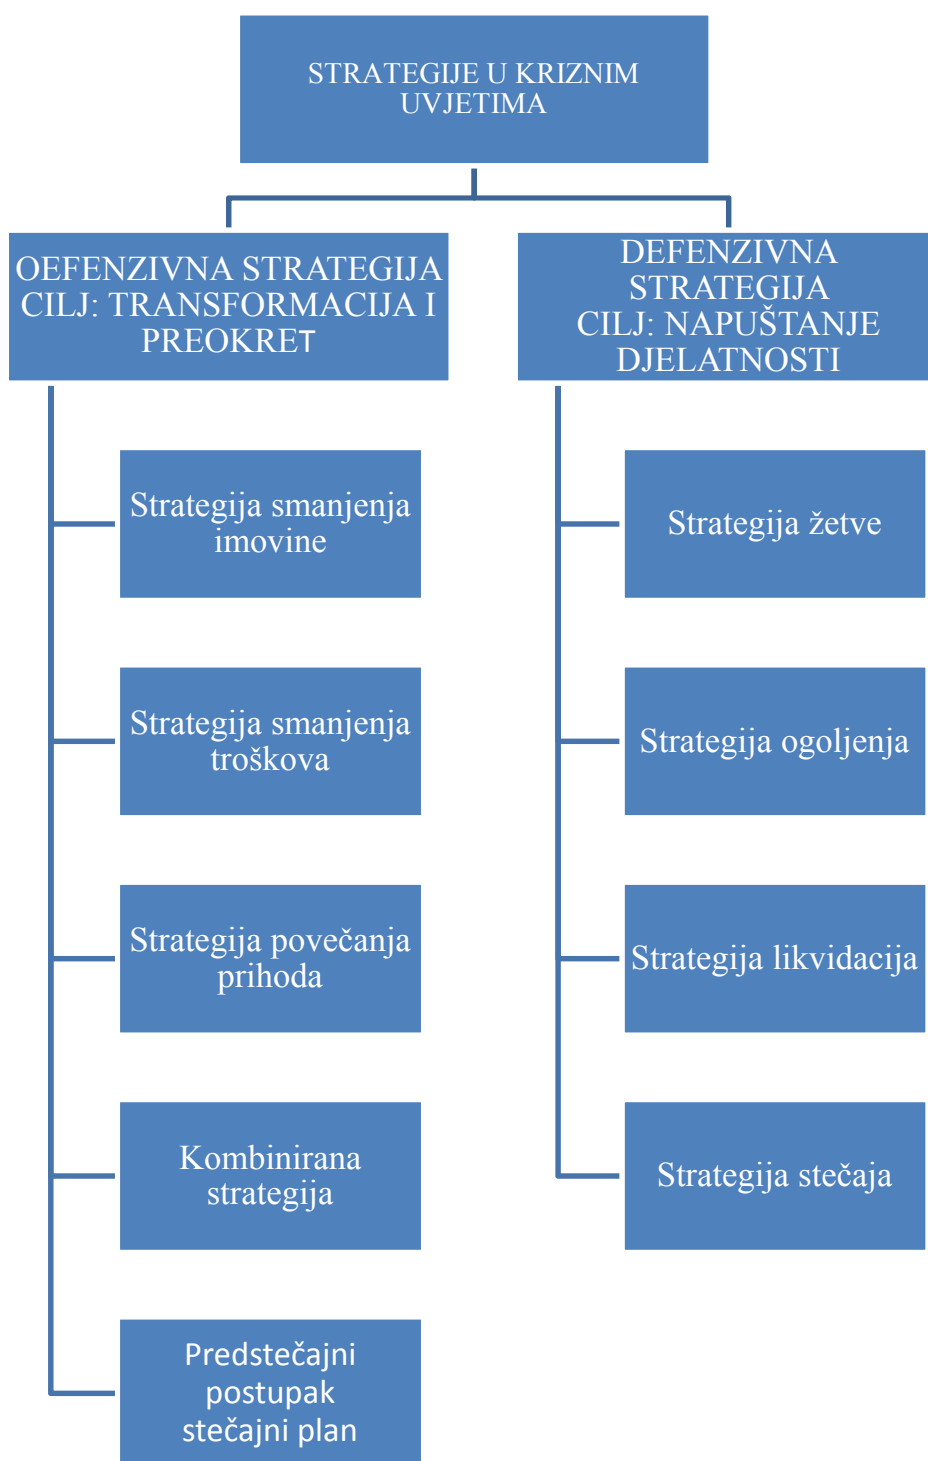 STRATEGIJE U KRIZNIM
UVJETIMA
OEFENZIVNA STRATEGIJA
CILJ: TRANSFORMACIJA I
PREOKRET
DEFENZIVNA
STRATEGIJA
CILJ: NAPUŠTANJE
DJELATNOSTI
Strategija smanjenja
imovine
Strategija smanjenja
troškova
Strategija povečanja
prihoda
Kombinirana
strategija
Predstečajni
postupak
stečajni plan
Strategija žetve
Strategija ogoljenja
Strategija likvidacija
Strategija stečaja